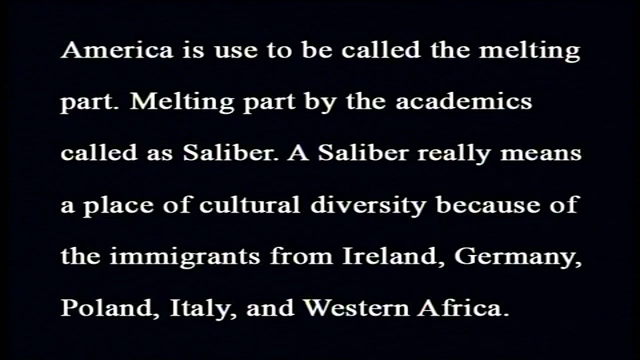 America is use to be called the melting
part. Melting part by the academics
called as Saliber. A Saliber really means
a place of cultural diversity because of
the immigrants from Ireland, Germany,
Poland, Italy, and Western Africa.